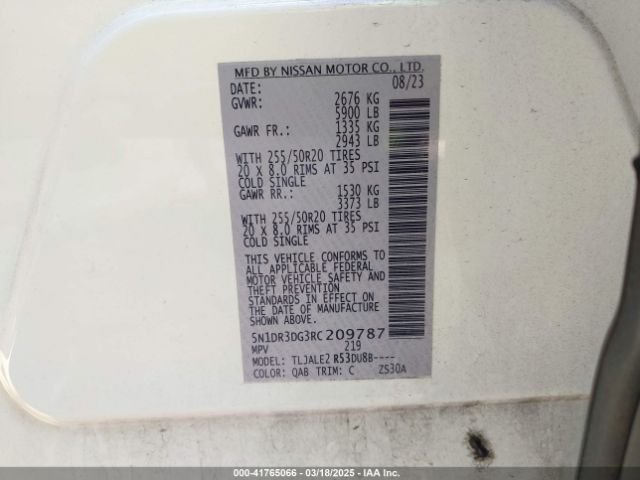 MFD BY NISSAN MOTOR CO., LTD.
DATE: 08/23
GVWR: 2676 KG
5900 LB
GAWR FR.: 1335 KG
2943 LB
WITH 255/50R20 TIRES
20 X 8.0 RIMS AT 35 PSI
COLD SINGLE
GAWR RR.: 1530 KG
3373 LB
WITH 255/50R20 TIRES
20 X 8.0 RIMS AT 35 PSI
COLD SINGLE
THIS VEHICLE CONFORMS TO
ALL APPLICABLE FEDERAL
MOTOR VEHICLE SAFETY AND
THEFT PREVENTION
STANDARDS IN EFFECT ON
THE DATE OF MANUFACTURE
SHOWN ABOVE.
5N1DR3DG3RC209787
MPV 219
MODEL: TLJALE2 R53DU8B----
COLOR: QAB TRIM: C ZS30A
000-41765066 — 03/18/2025 — IAA Inc.